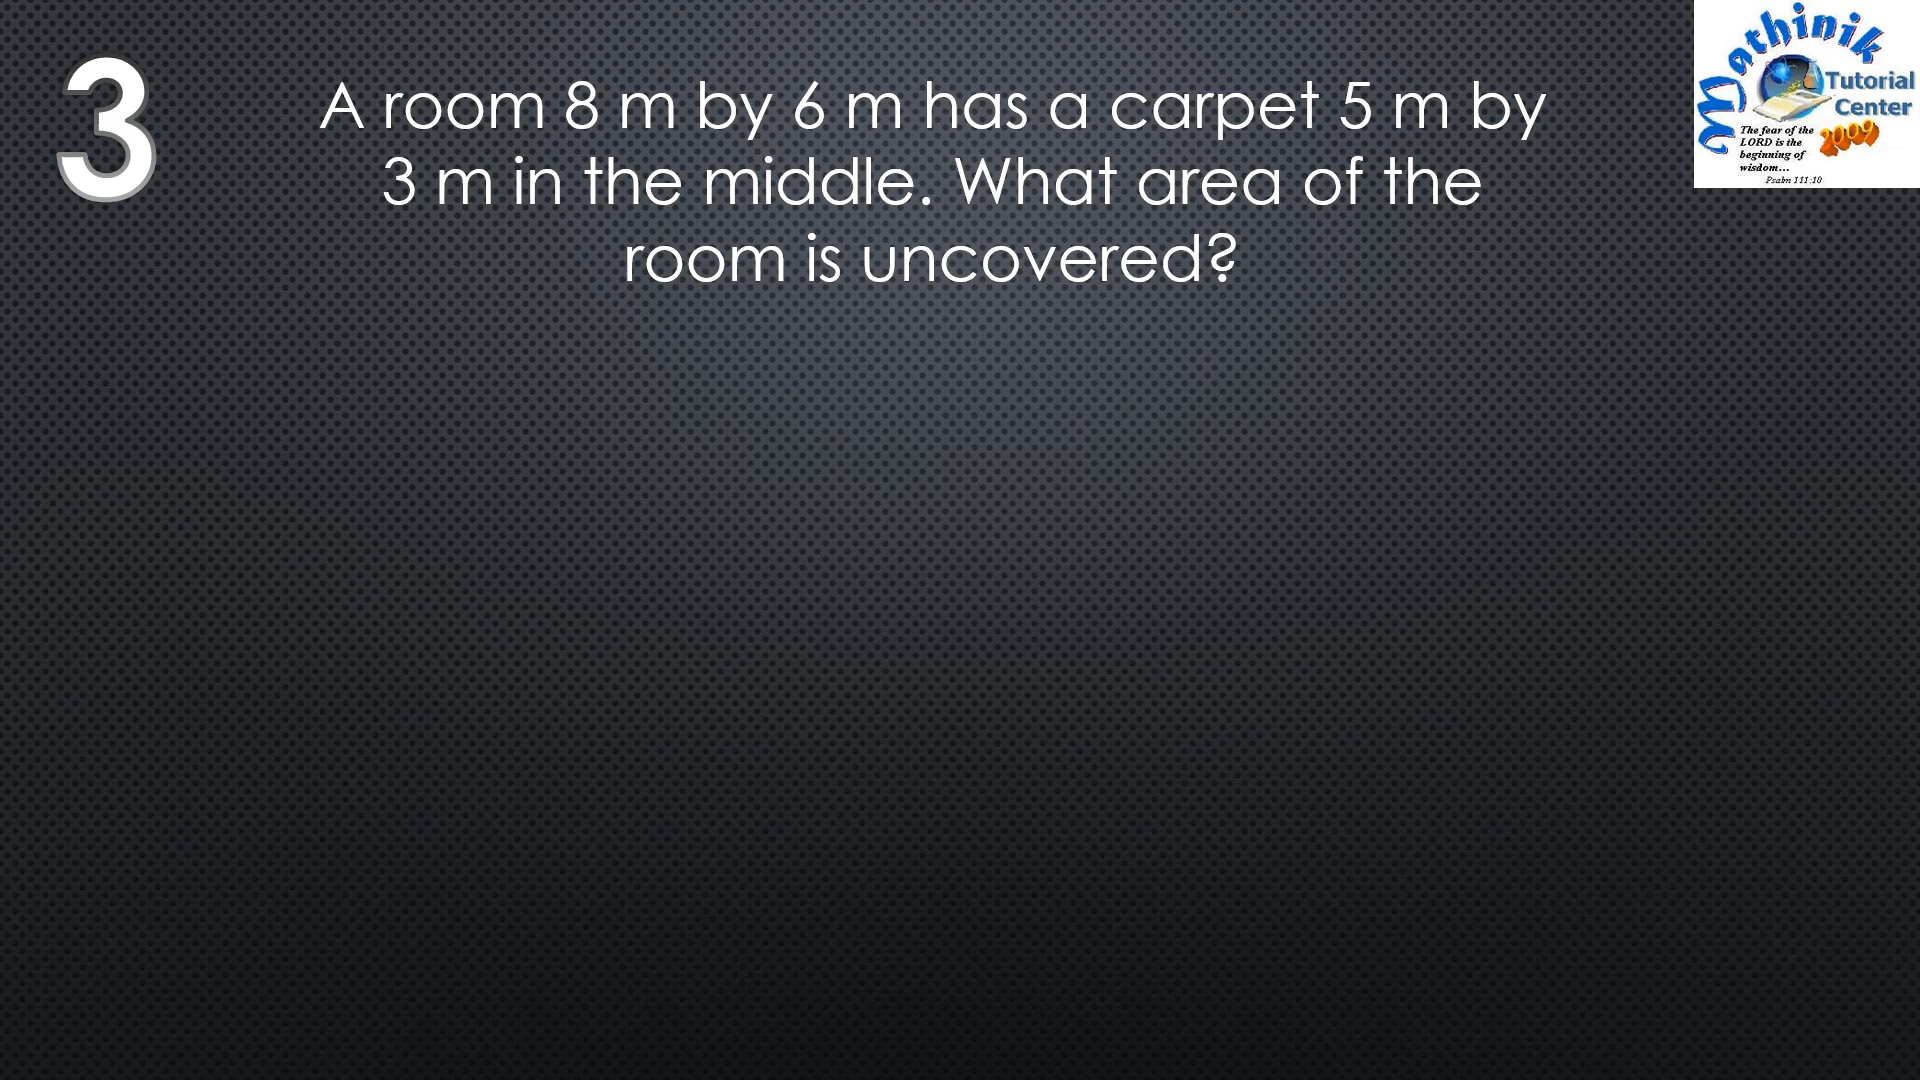 3
A room 8 m by 6 m has a carpet 5 m by
3 m in the middle. What area of the
room is uncovered?
Mathinik
Tutorial
Center
2009
The fear of the
LORD is the
beginning of
wisdom...
Psalm 111:10